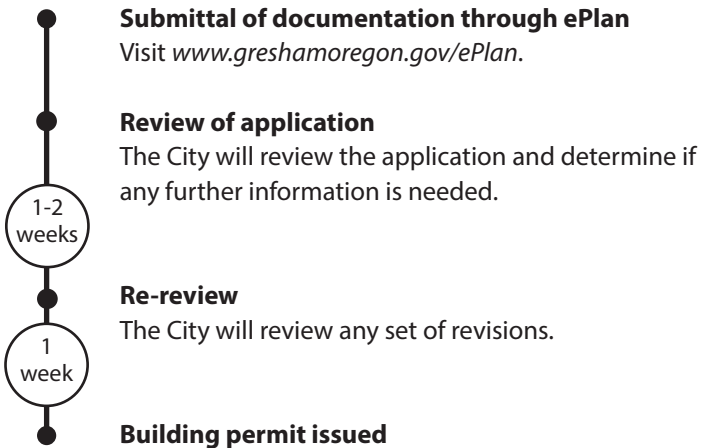 Submittal of documentation through ePlan
Visit www.greshamoregon.gov/ePlan.
Review of application
The City will review the application and determine if
any further information is needed.
1-2
weeks
Re-review
The City will review any set of revisions.
1
week
Building permit issued